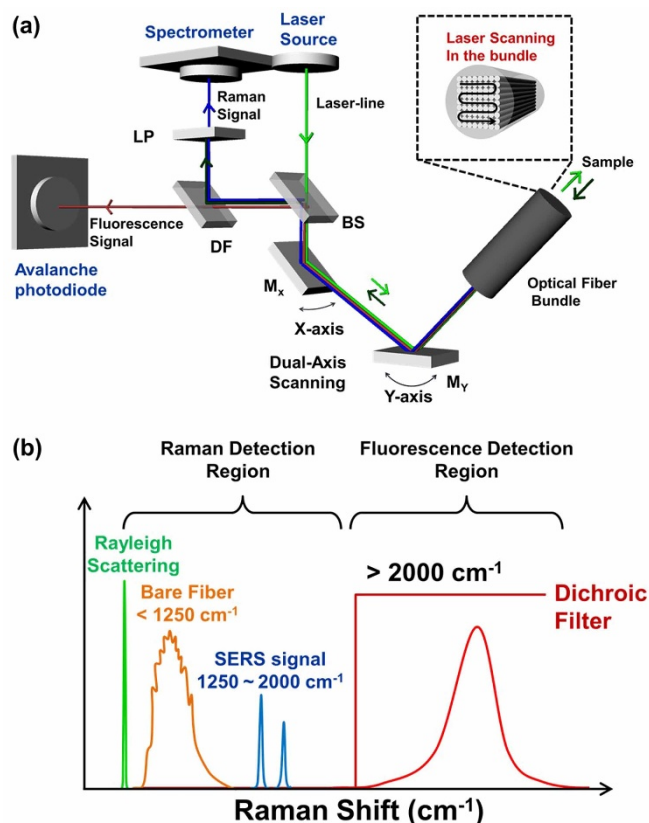 (a)
Spectrometer
Laser
Source
Laser Scanning
In the bundle
Raman
Signal
Laser-line
LP
Sample
Fluorescence
Signal
DF
BS
Avalanche
photodiode
Mx
Optical Fiber
Bundle
X-axis
Dual-Axis
Scanning
Y-axis
MY
(b)
Raman Detection
Region
Fluorescence Detection
Region
Rayleigh
Scattering
> 2000 cm⁻¹
Bare Fiber
< 1250 cm⁻¹
Dichroic
Filter
SERS signal
1250 ~ 2000 cm⁻¹
Raman Shift (cm⁻¹)